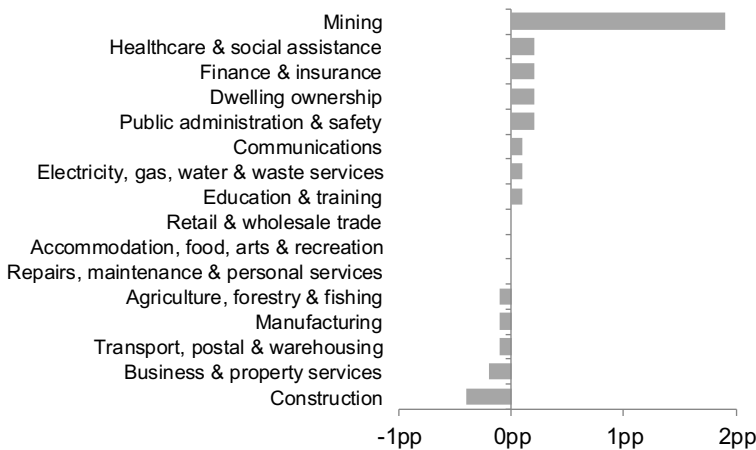 Mining
Healthcare & social assistance
Finance & insurance
Dwelling ownership
Public administration & safety
Communications
Electricity, gas, water & waste services
Education & training
Retail & wholesale trade
Accommodation, food, arts & recreation
Repairs, maintenance & personal services
Agriculture, forestry & fishing
Manufacturing
Transport, postal & warehousing
Business & property services
Construction
-1pp 0pp 1pp 2pp